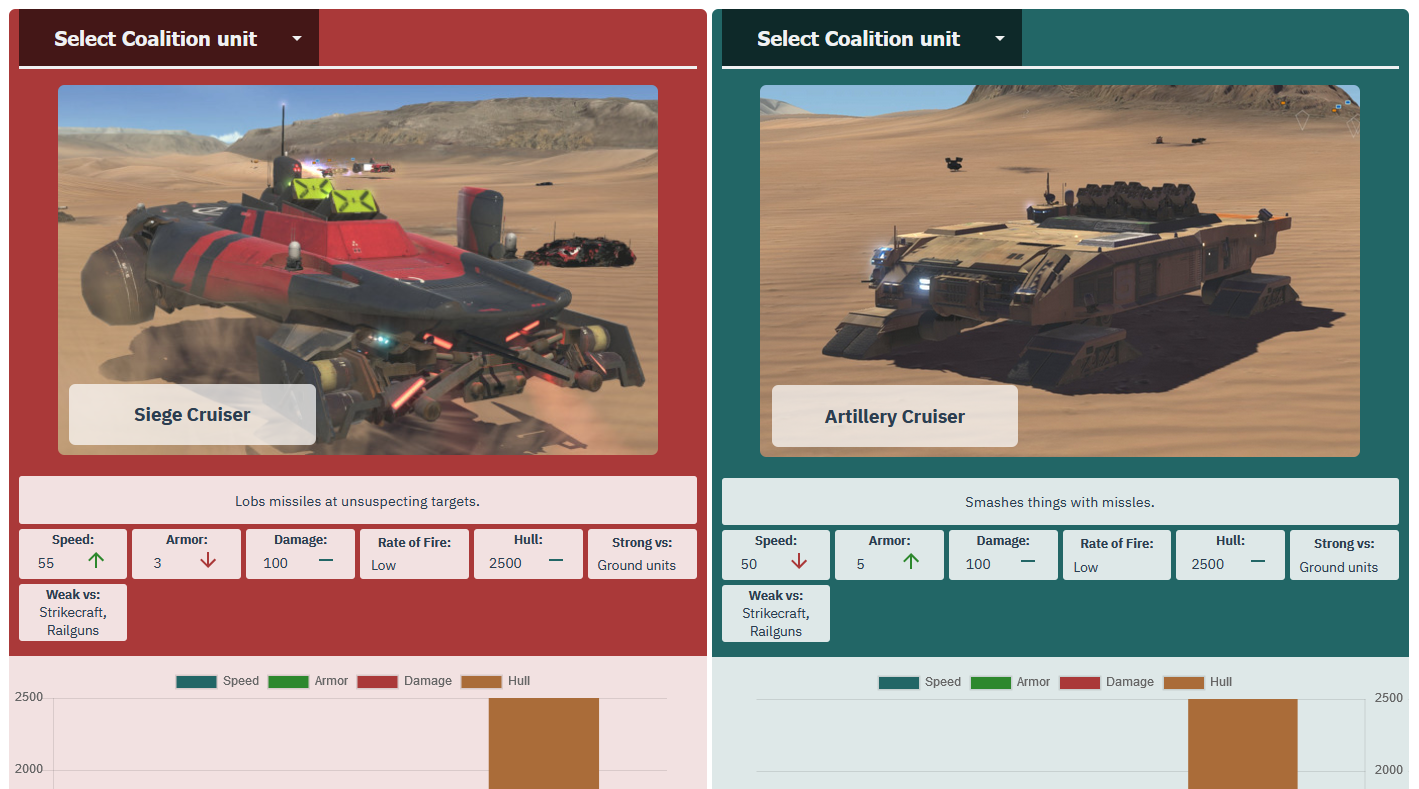 Select Coalition unit
Siege Cruiser
Lobs missiles at unsuspecting targets.
Speed:
55
Armor:
3
Damage:
100
Rate of Fire:
Low
Hull:
2500
Strong vs:
Ground units
Weak vs:
Strikecraft,
Railguns
Speed Armor Damage Hull
2500
2000
Select Coalition unit
Artillery Cruiser
Smashes things with missles.
Speed:
50
Armor:
5
Damage:
100
Rate of Fire:
Low
Hull:
2500
Strong vs:
Ground units
Weak vs:
Strikecraft,
Railguns
Speed Armor Damage Hull
2500
2000